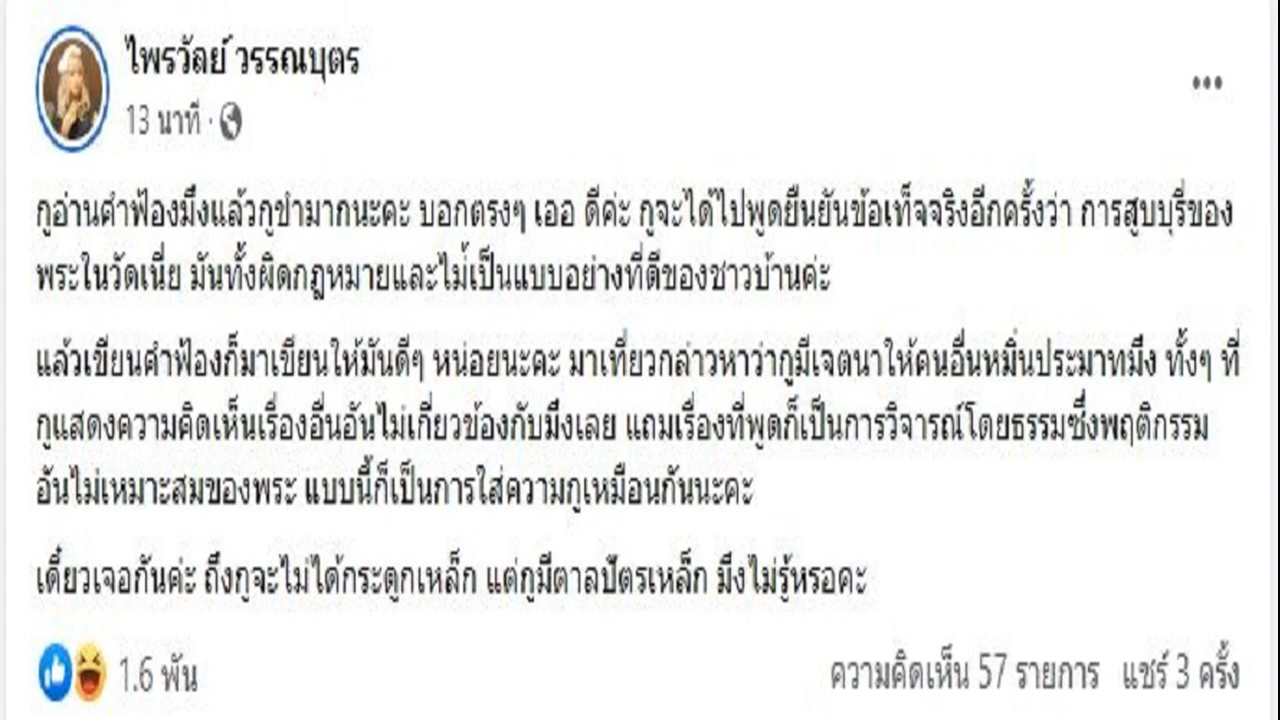 ไพรวัลย์ วรรณบุตร
13 นาที ·
กูอ่านคำฟ้องมึงแล้วกูขำมากนะคะ บอกตรงๆ เออ ดีค่ะ กูจะได้ไปพูดยืนยันข้อเท็จจริงอีกครั้งว่า การสูบบุรี่ของ
พระในวัดเนี่ย มันทั้งผิดกฎหมายและไม่เป็นแบบอย่างที่ดีของชาวบ้านค่ะ
แล้วเขียนคำฟ้องก็มาเขียนให้มันดีๆ หน่อยนะคะ มาเที่ยวกล่าวหาว่ากูมีเจตนาให้คนอื่นหมิ่นประมาทมึง ทั้งๆ ที่
กูแสดงความคิดเห็นเรื่องอื่นอันไม่เกี่ยวข้องกับมึงเลย แถมเรื่องที่พูดก็เป็นการวิจารณ์โดยธรรมซึ่งพฤติกรรม
อันไม่เหมาะสมของพระ แบบนี้ก็เป็นการใส่ความกูเหมือนกันนะคะ
เดี๋ยวเจอกันค่ะ ถึงกูจะไม่ได้กระดูกเหล็ก แต่กูมีตาลปัตรเหล็ก มึงไม่รู้หรอคะ
1.6 พัน
ความคิดเห็น 57 รายการ แชร์ 3 ครั้ง